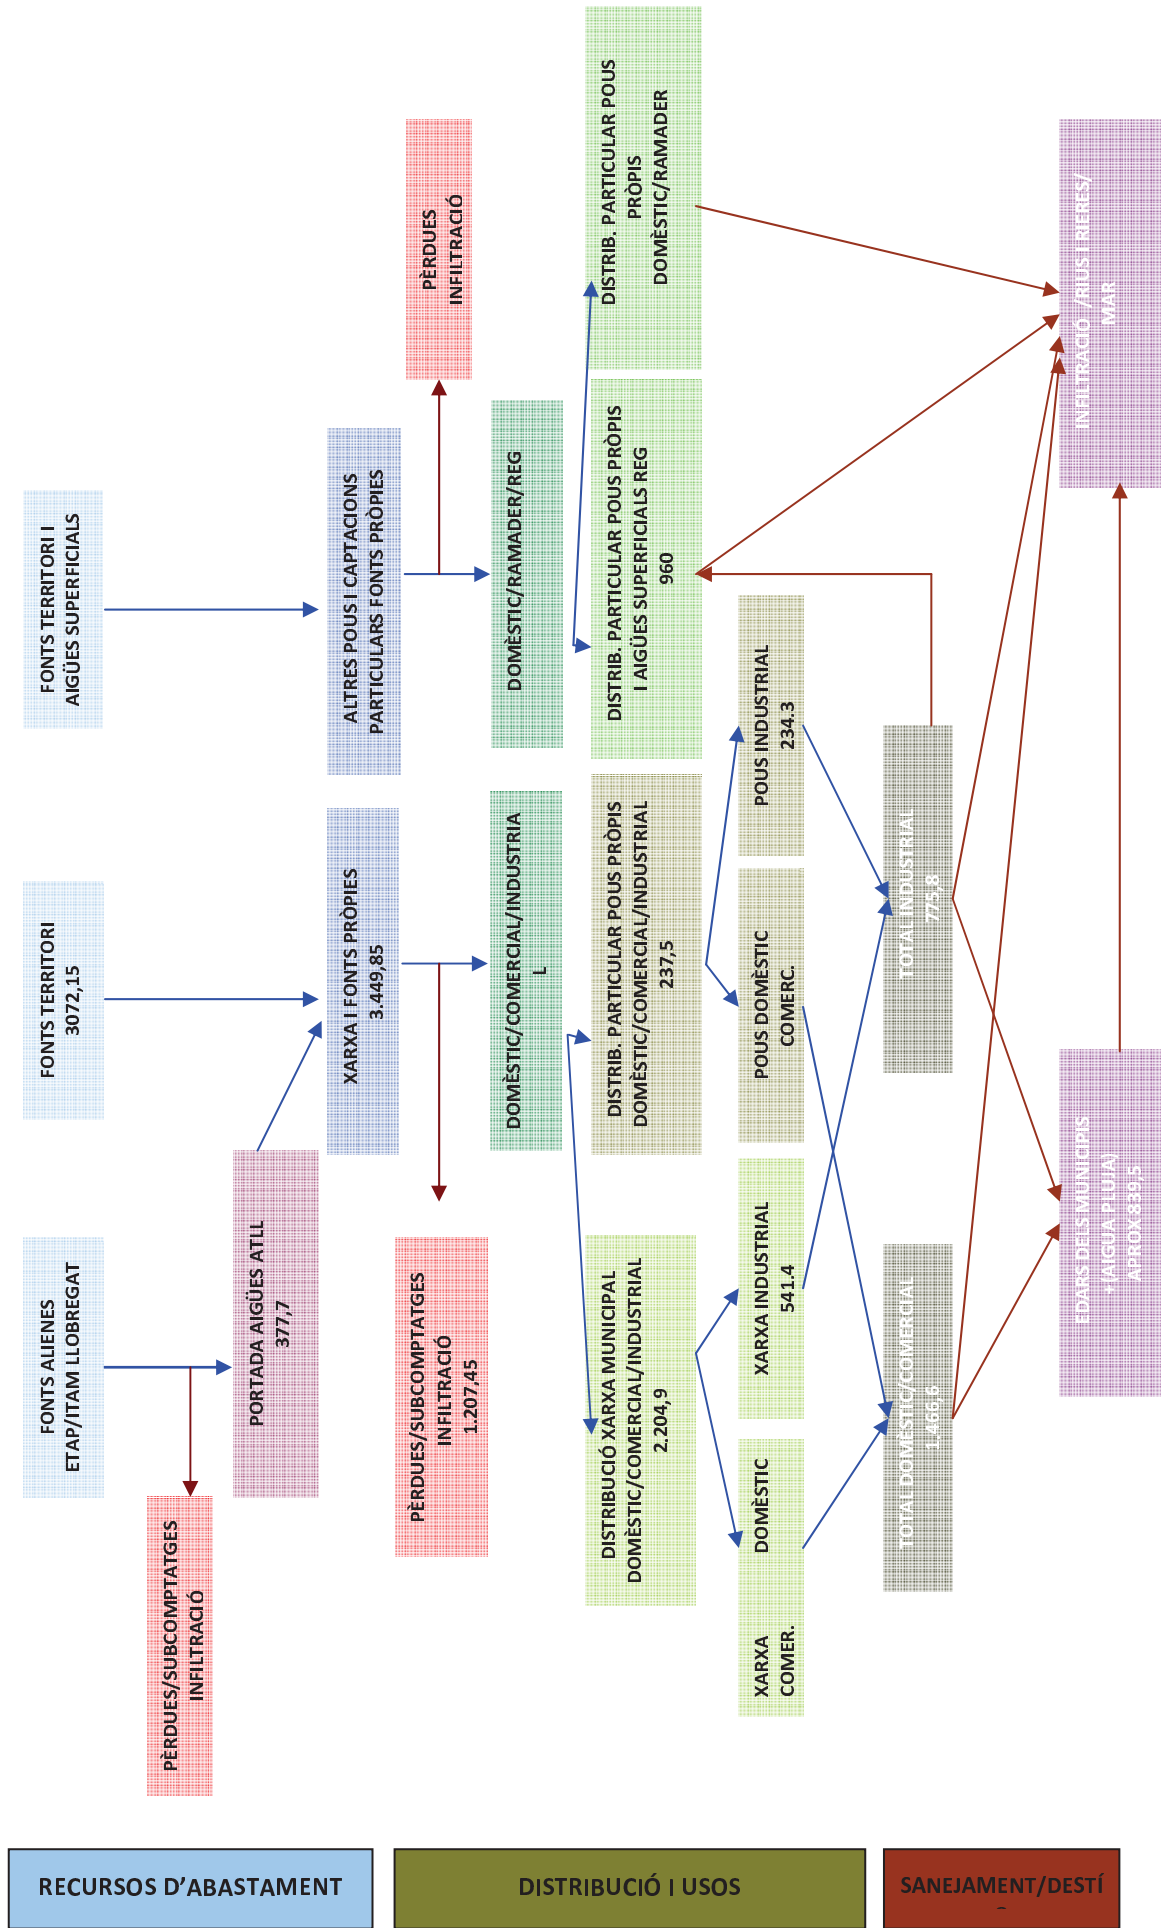 FONTS ALIENES
ETAP/ITAM LLOBREGAT
FONTS TERRITORI
3072,15
FONTS TERRITORI I
AIGÜES SUPERFICIALS
PÈRDUES/SUBCOMPTATGES
INFILTRACIÓ
PORTADA AIGÜES ATLL
377,7
XARXA I FONTS PRÒPIES
3.449,85
ALTRES POUS I CAPTACIONS
PARTICULARS FONTS PRÒPIES
PÈRDUES/SUBCOMPTATGES
INFILTRACIÓ
1.207,45
PÈRDUES
INFILTRACIÓ
DOMÈSTIC/COMERCIAL/INDUSTRIA
L
DOMÈSTIC/RAMADER/REG
DISTRIBUCIÓ XARXA MUNICIPAL
DOMÈSTIC/COMERCIAL/INDUSTRIAL
2.204,9
DISTRIB. PARTICULAR POUS PRÒPIS
DOMÈSTIC/COMERCIAL/INDUSTRIAL
237,5
DISTRIB. PARTICULAR POUS PRÒPIS
I AIGÜES SUPERFICIALS REG
960
DISTRIB. PARTICULAR POUS
PRÒPIS
DOMÈSTIC/RAMADER
XARXA DOMÈSTIC
COMER.
XARXA INDUSTRIAL
541.4
POUS DOMÈSTIC
COMERC.
POUS INDUSTRIAL
234.3
TOTAL DOMÈSTIC/COMERCIAL
1.466,6
TOTAL INDUSTRIAL
775,8
EDARS DELS MUNICIPIS
+(AIGUA PLUJA)
APROX 839,5
INFILTRACIÓ /RIUS I RIERES/
MAR
RECURSOS D'ABASTAMENT
DISTRIBUCIÓ I USOS
SANEJAMENT/DESTÍ